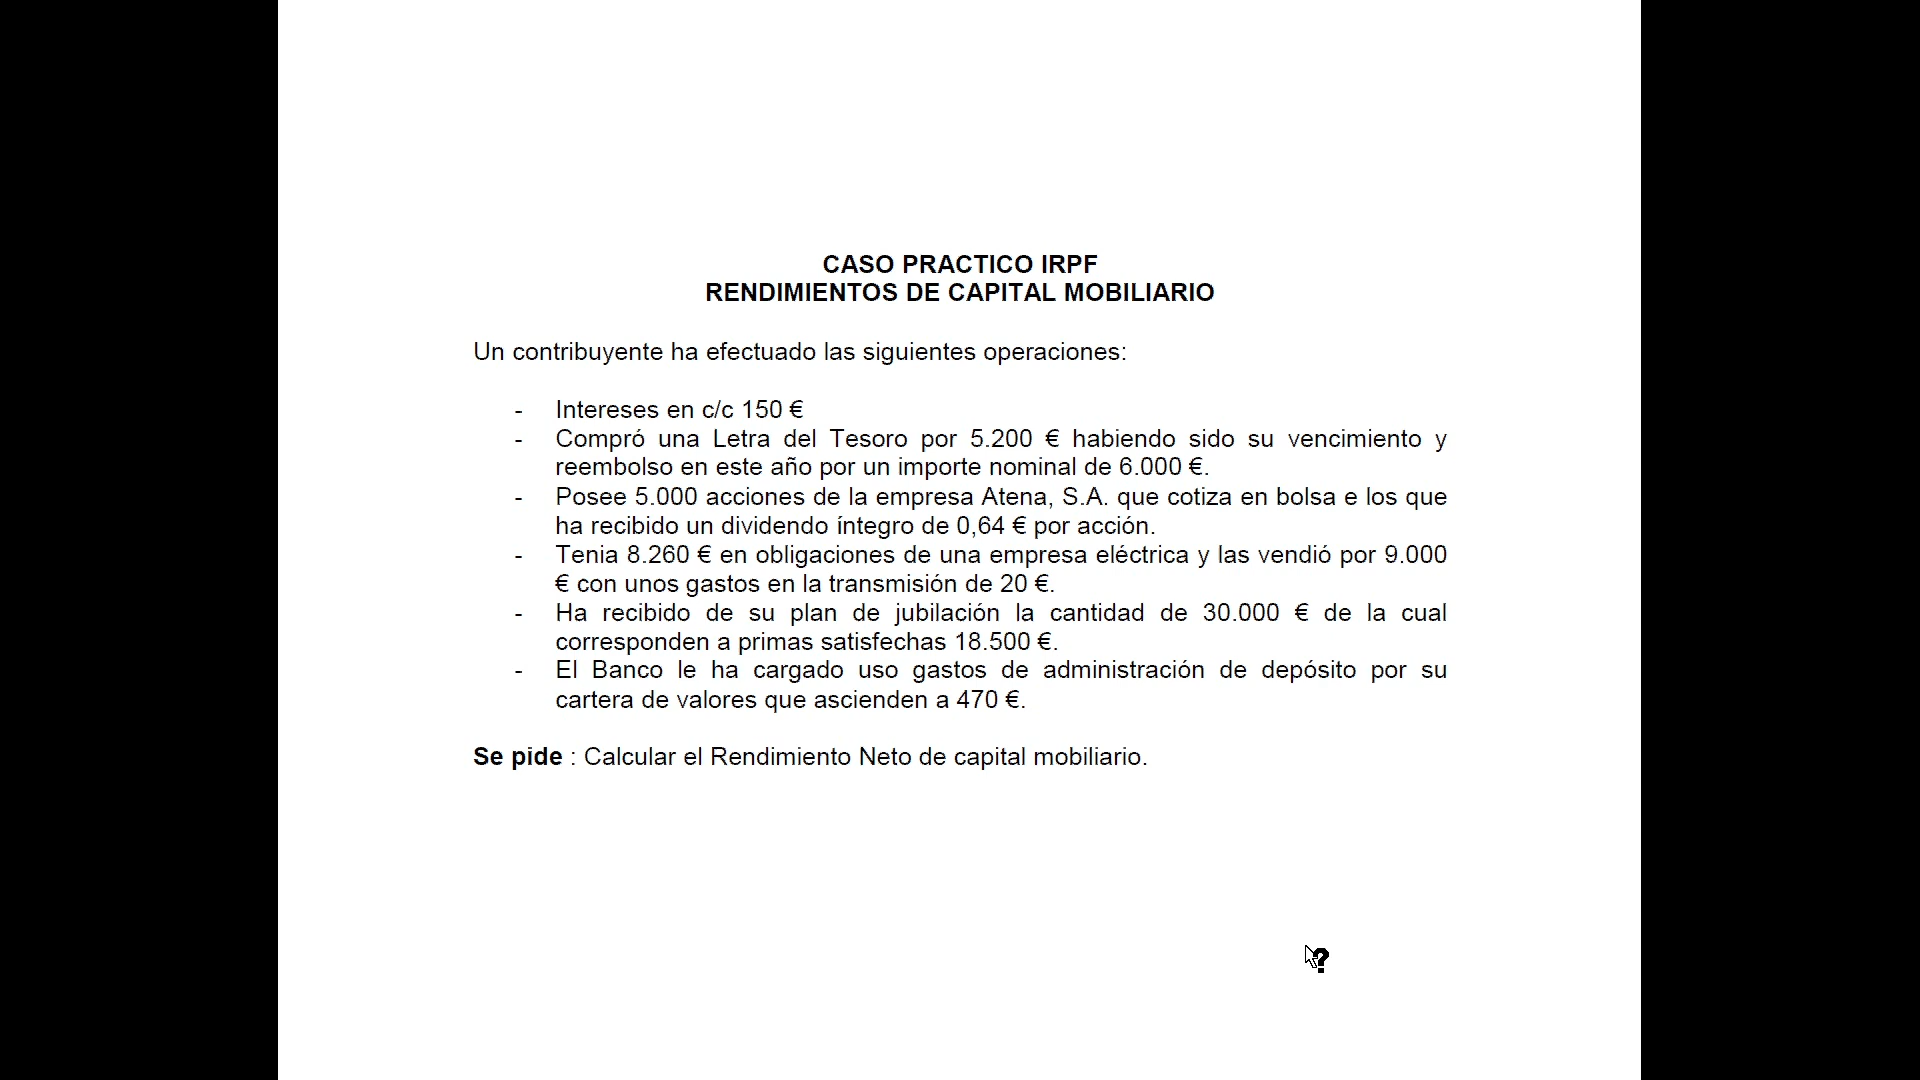 CASO PRACTICO IRPF
RENDIMIENTOS DE CAPITAL MOBILIARIO
Un contribuyente ha efectuado las siguientes operaciones:
- Intereses en c/c 150 €
- Compró una Letra del Tesoro por 5.200 € habiendo sido su vencimiento y
reembolso en este año por un importe nominal de 6.000 €.
- Posee 5.000 acciones de la empresa Atena, S.A. que cotiza en bolsa e los que
ha recibido un dividendo íntegro de 0,64 € por acción.
- Tenia 8.260 € en obligaciones de una empresa eléctrica y las vendió por 9.000
€ con unos gastos en la transmisión de 20 €.
- Ha recibido de su plan de jubilación la cantidad de 30.000 € de la cual
corresponden a primas satisfechas 18.500 €.
- El Banco le ha cargado uso gastos de administración de depósito por su
cartera de valores que ascienden a 470 €.
Se pide : Calcular el Rendimiento Neto de capital mobiliario.